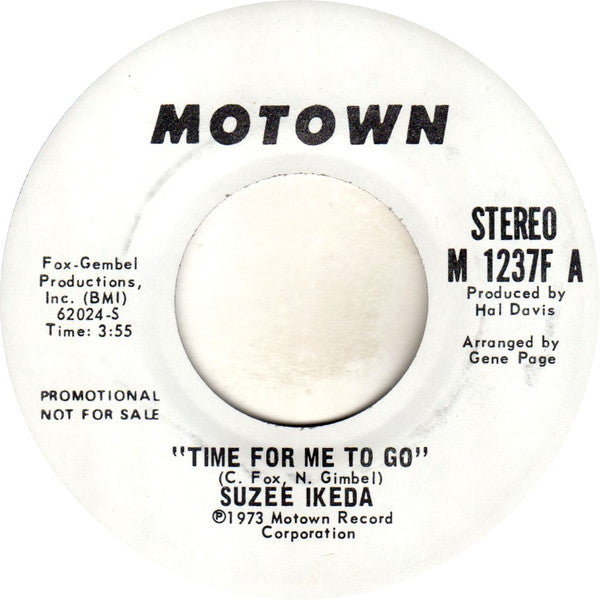 MOTOWN
Fox-Gembel
Productions,
Inc. (BMI)
62024-S
Time: 3:55
PROMOTIONAL
NOT FOR SALE
STEREO
M 1237F A
Produced by
Hal Davis
Arranged by
Gene Page
"TIME FOR ME TO GO"
(C. Fox, N. Gimbel)
SUZEE IKEDA
℗1973 Motown Record
Corporation